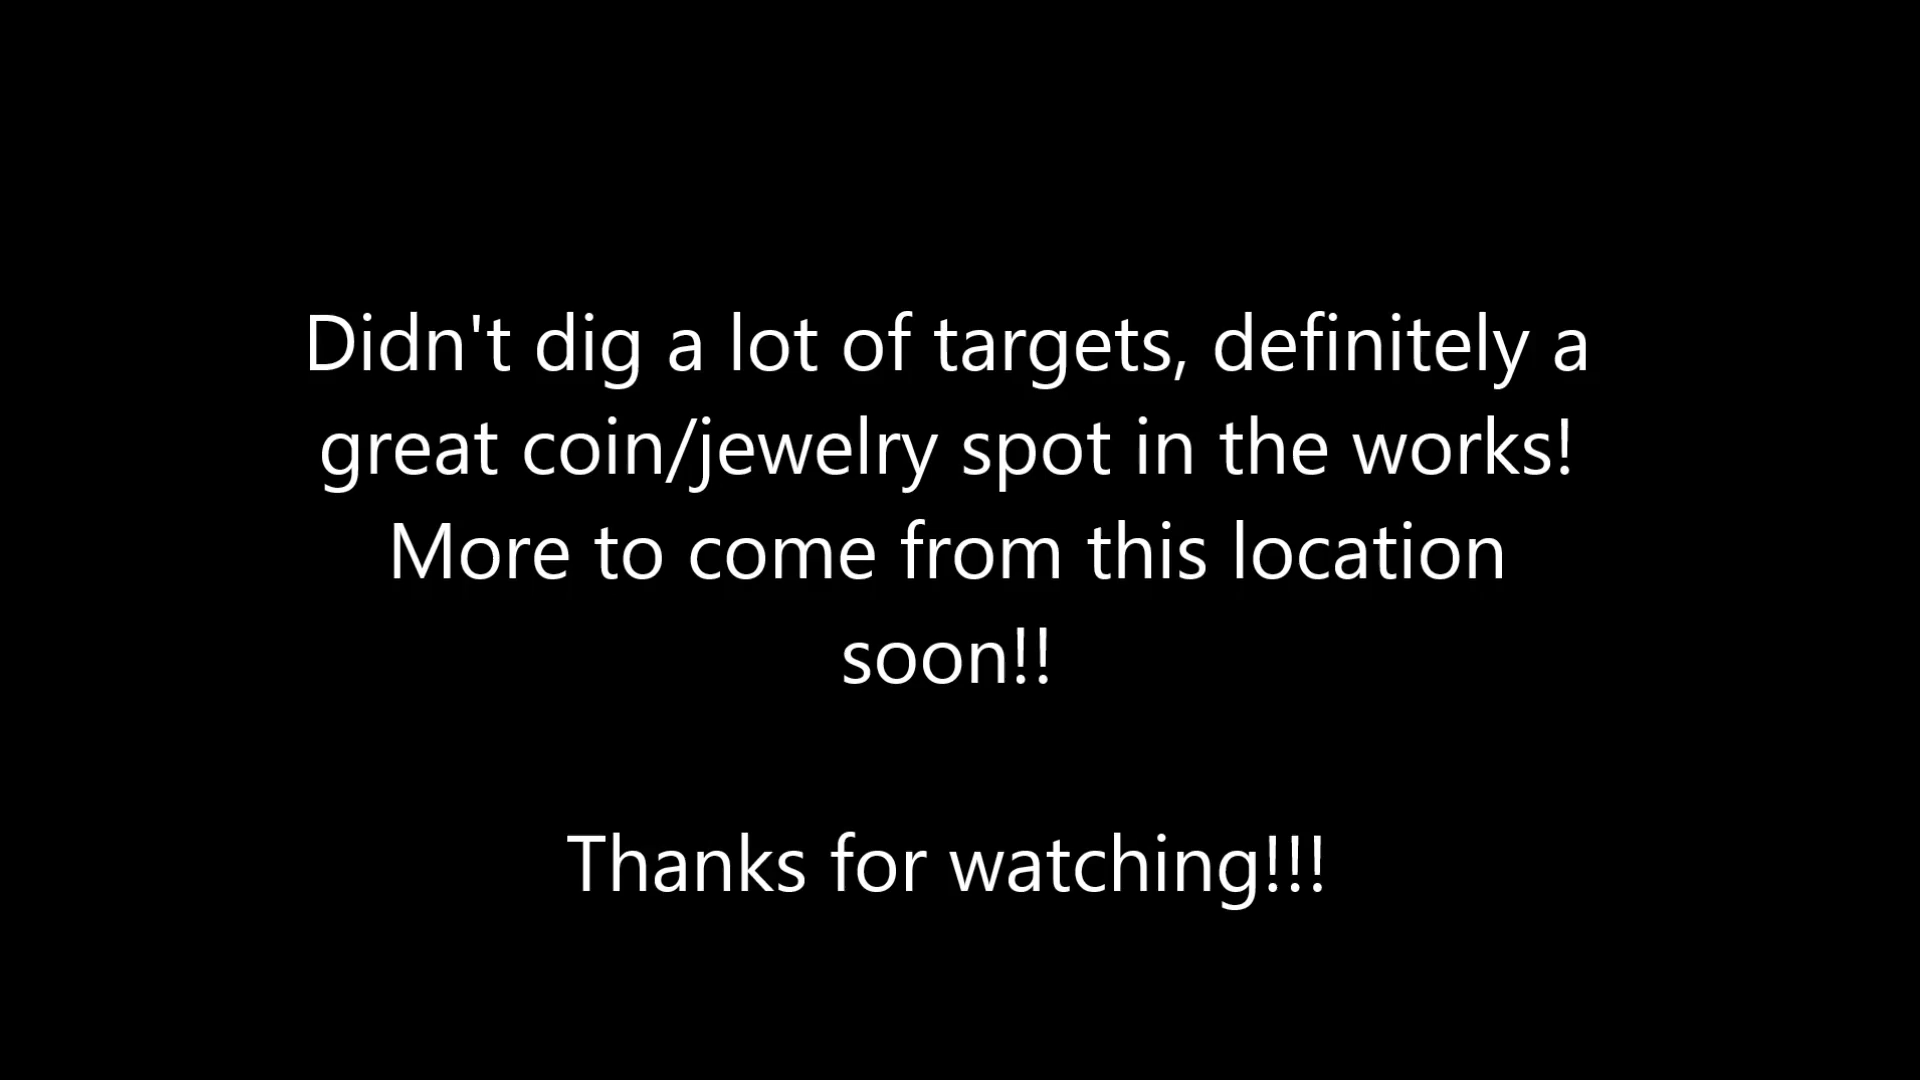 Didn't dig a lot of targets, definitely a
great coin/jewelry spot in the works!
More to come from this location
soon!!
Thanks for watching!!!